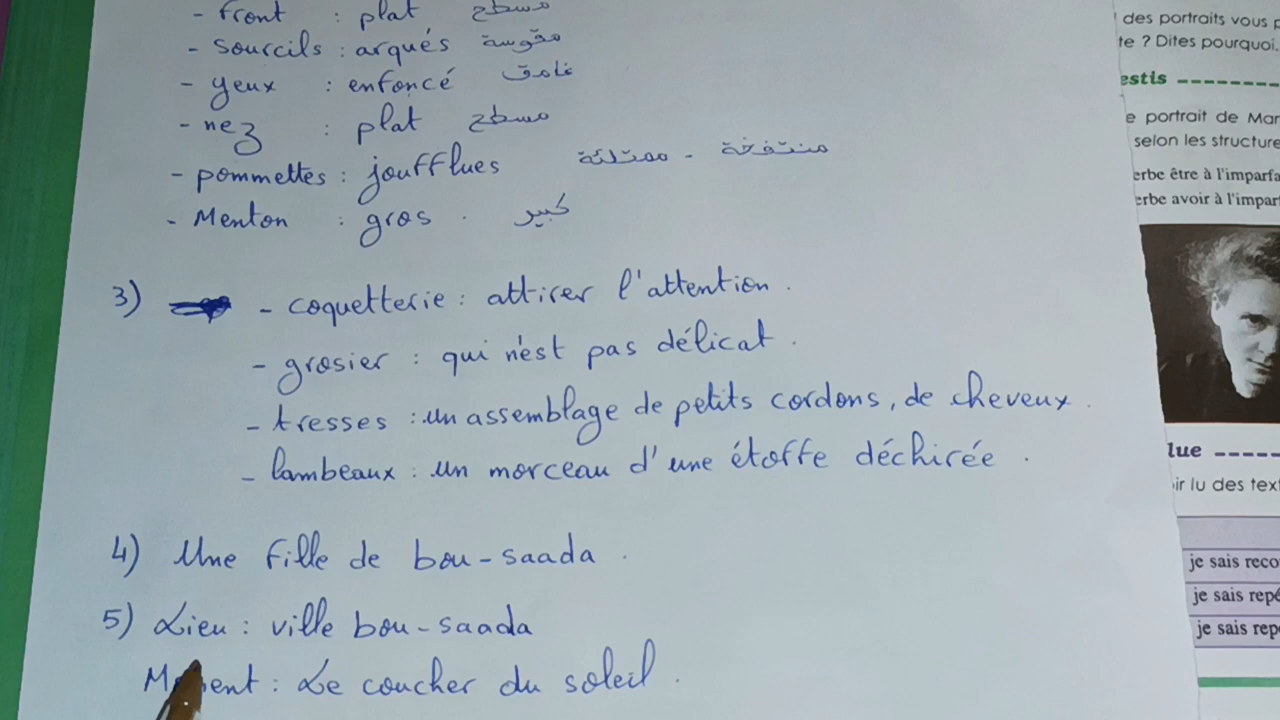 - front : plat مسطح
- sourcils : arqués مقوسة
- yeux : enfoncé غامق
- nez : plat مسطح
- pommettes : joufflues ممتلئة - منتفخة
- Menton : gros . كبير
3) - coquetterie : attirer l'attention .
- grosier : qui n'est pas délicat .
- tresses : un assemblage de petits cordons, de cheveux .
- lambeaux : un morceau d'une étoffe déchirée .
4) Une fille de bou-saada .
5) Lieu : ville bou-saada
Moment : Le coucher du soleil .
des portraits vous
te ? Dites pourquoi.
estis
e portrait de Mar
selon les structure
erbe être à l'imparfa
erbe avoir à l'impar
lue
ir lu des tex
je sais reco
je sais repé
je sais rep